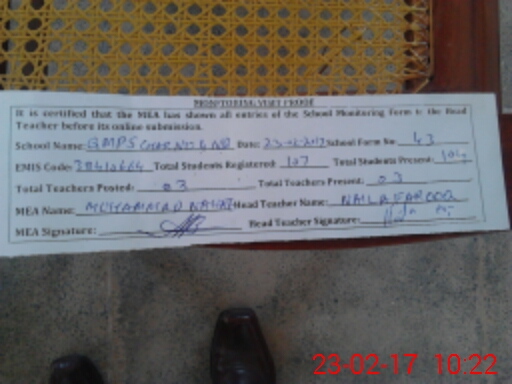 MONITORING VISIT PROOF
It is certified that the MEA has shown all entries of the School Monitoring Form to the Head
Teacher before its online submission.
School Name: GMPS Date: 23- -2017 School Form No. 43
EMIS Code: Total Students Registered: 107 Total Students Present: 104
Total Teachers Posted: 03 Total Teachers Present: 03
MEA Name: MUHAMMAD NAWAZ Head Teacher Name: NAILA FAROOQ
MEA Signature: Head Teacher Signature:
23-02-17 10:22